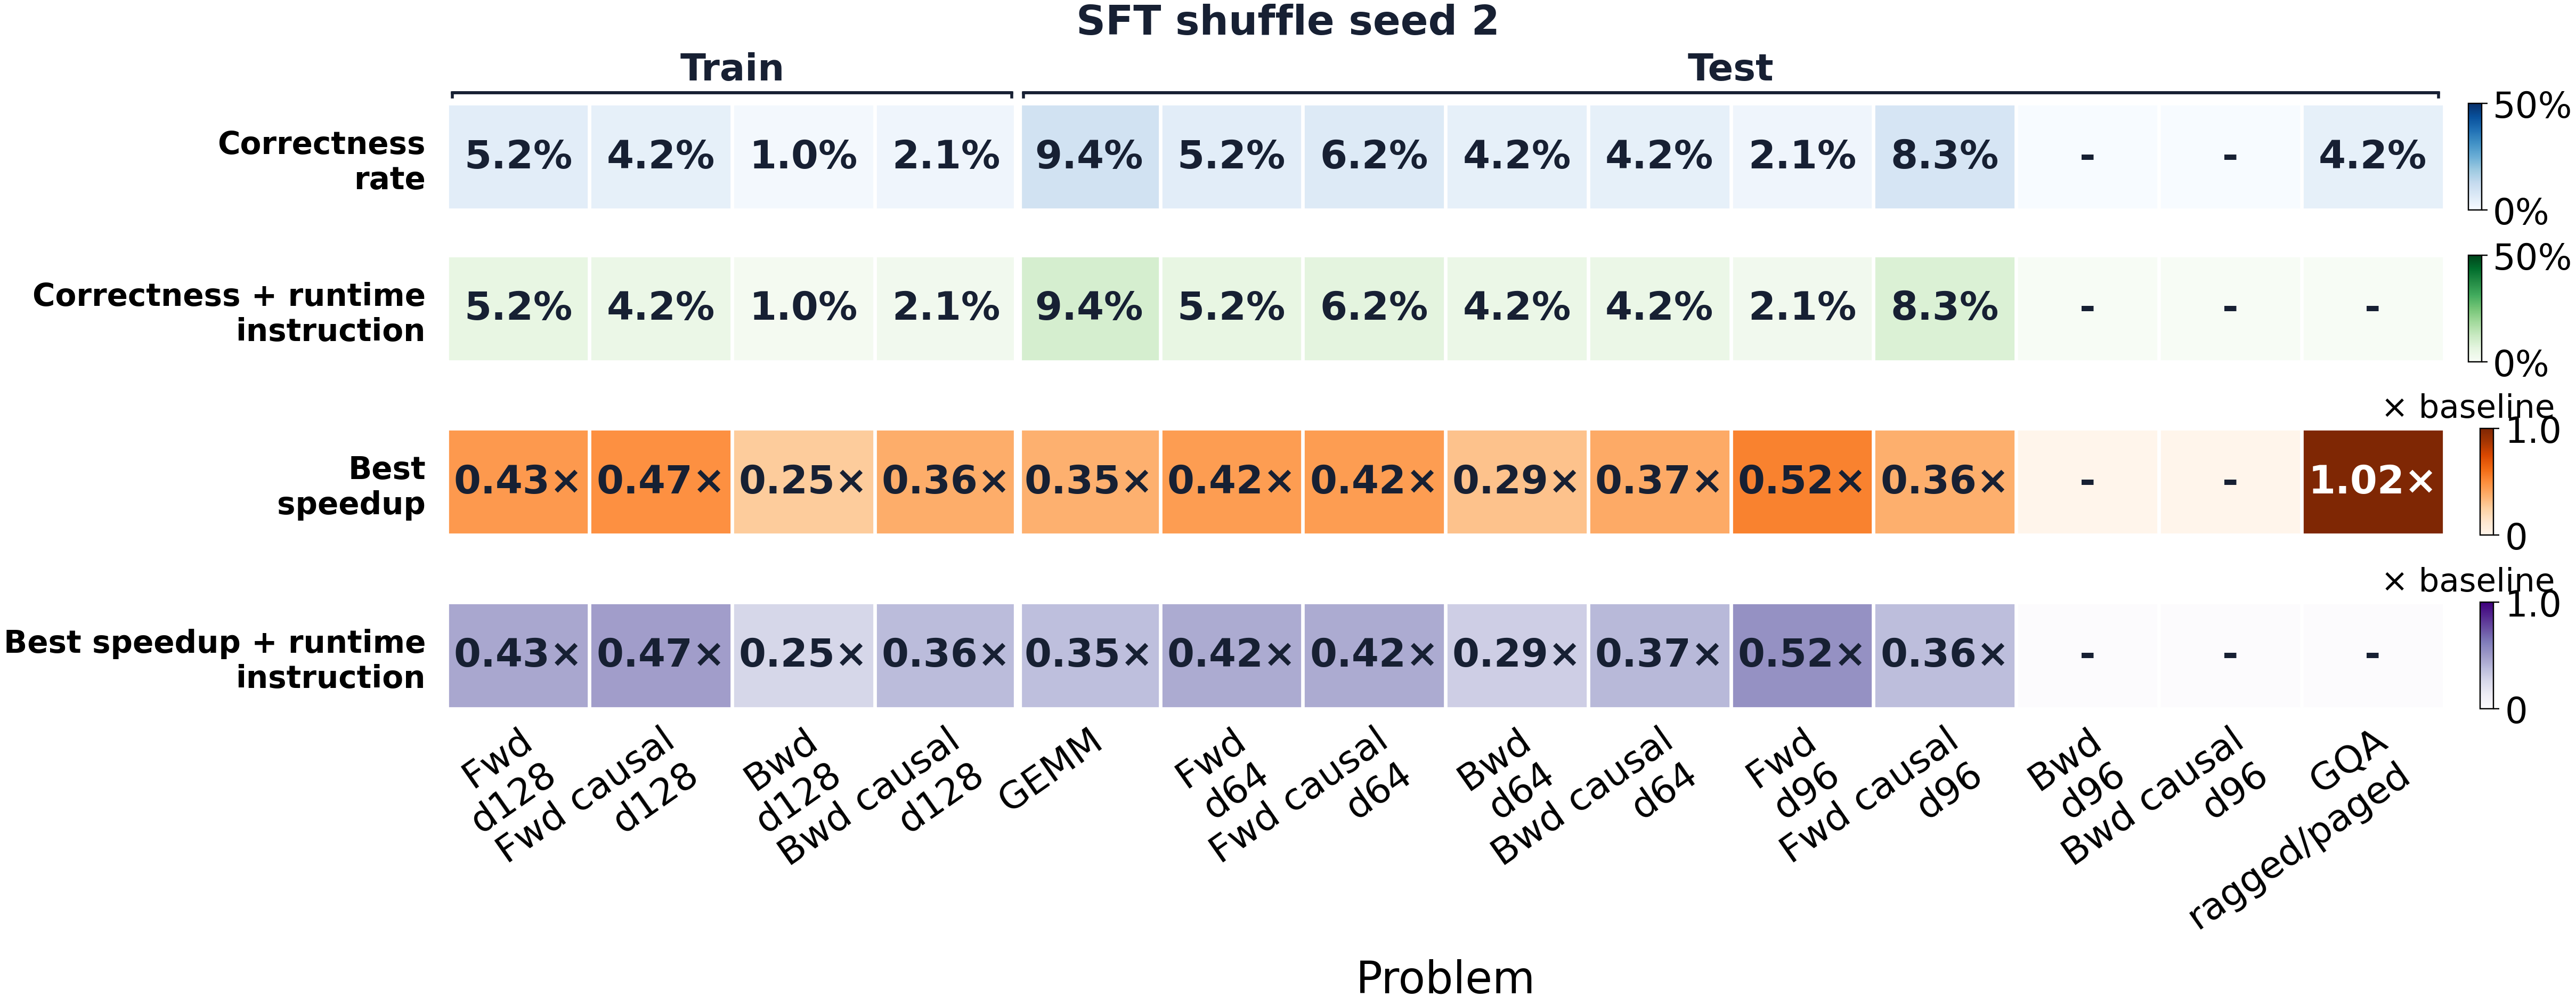 SFT shuffle seed 2
Train
Test
Correctness
rate
5.2% 4.2% 1.0% 2.1% 9.4% 5.2% 6.2% 4.2% 4.2% 2.1% 8.3% - - 4.2%
50%
0%
Correctness + runtime
instruction
5.2% 4.2% 1.0% 2.1% 9.4% 5.2% 6.2% 4.2% 4.2% 2.1% 8.3% - - -
50%
0%
× baseline
Best
speedup
0.43× 0.47× 0.25× 0.36× 0.35× 0.42× 0.42× 0.29× 0.37× 0.52× 0.36× - - 1.02×
1.0
0
× baseline
Best speedup + runtime
instruction
0.43× 0.47× 0.25× 0.36× 0.35× 0.42× 0.42× 0.29× 0.37× 0.52× 0.36× - - -
1.0
0
Fwd
d128
Fwd causal
d128
Bwd
d128
Bwd causal
d128
GEMM
Fwd
d64
Fwd causal
d64
Bwd
d64
Bwd causal
d64
Fwd
d96
Fwd causal
d96
Bwd
d96
Bwd causal
d96
GQA
ragged/paged
Problem